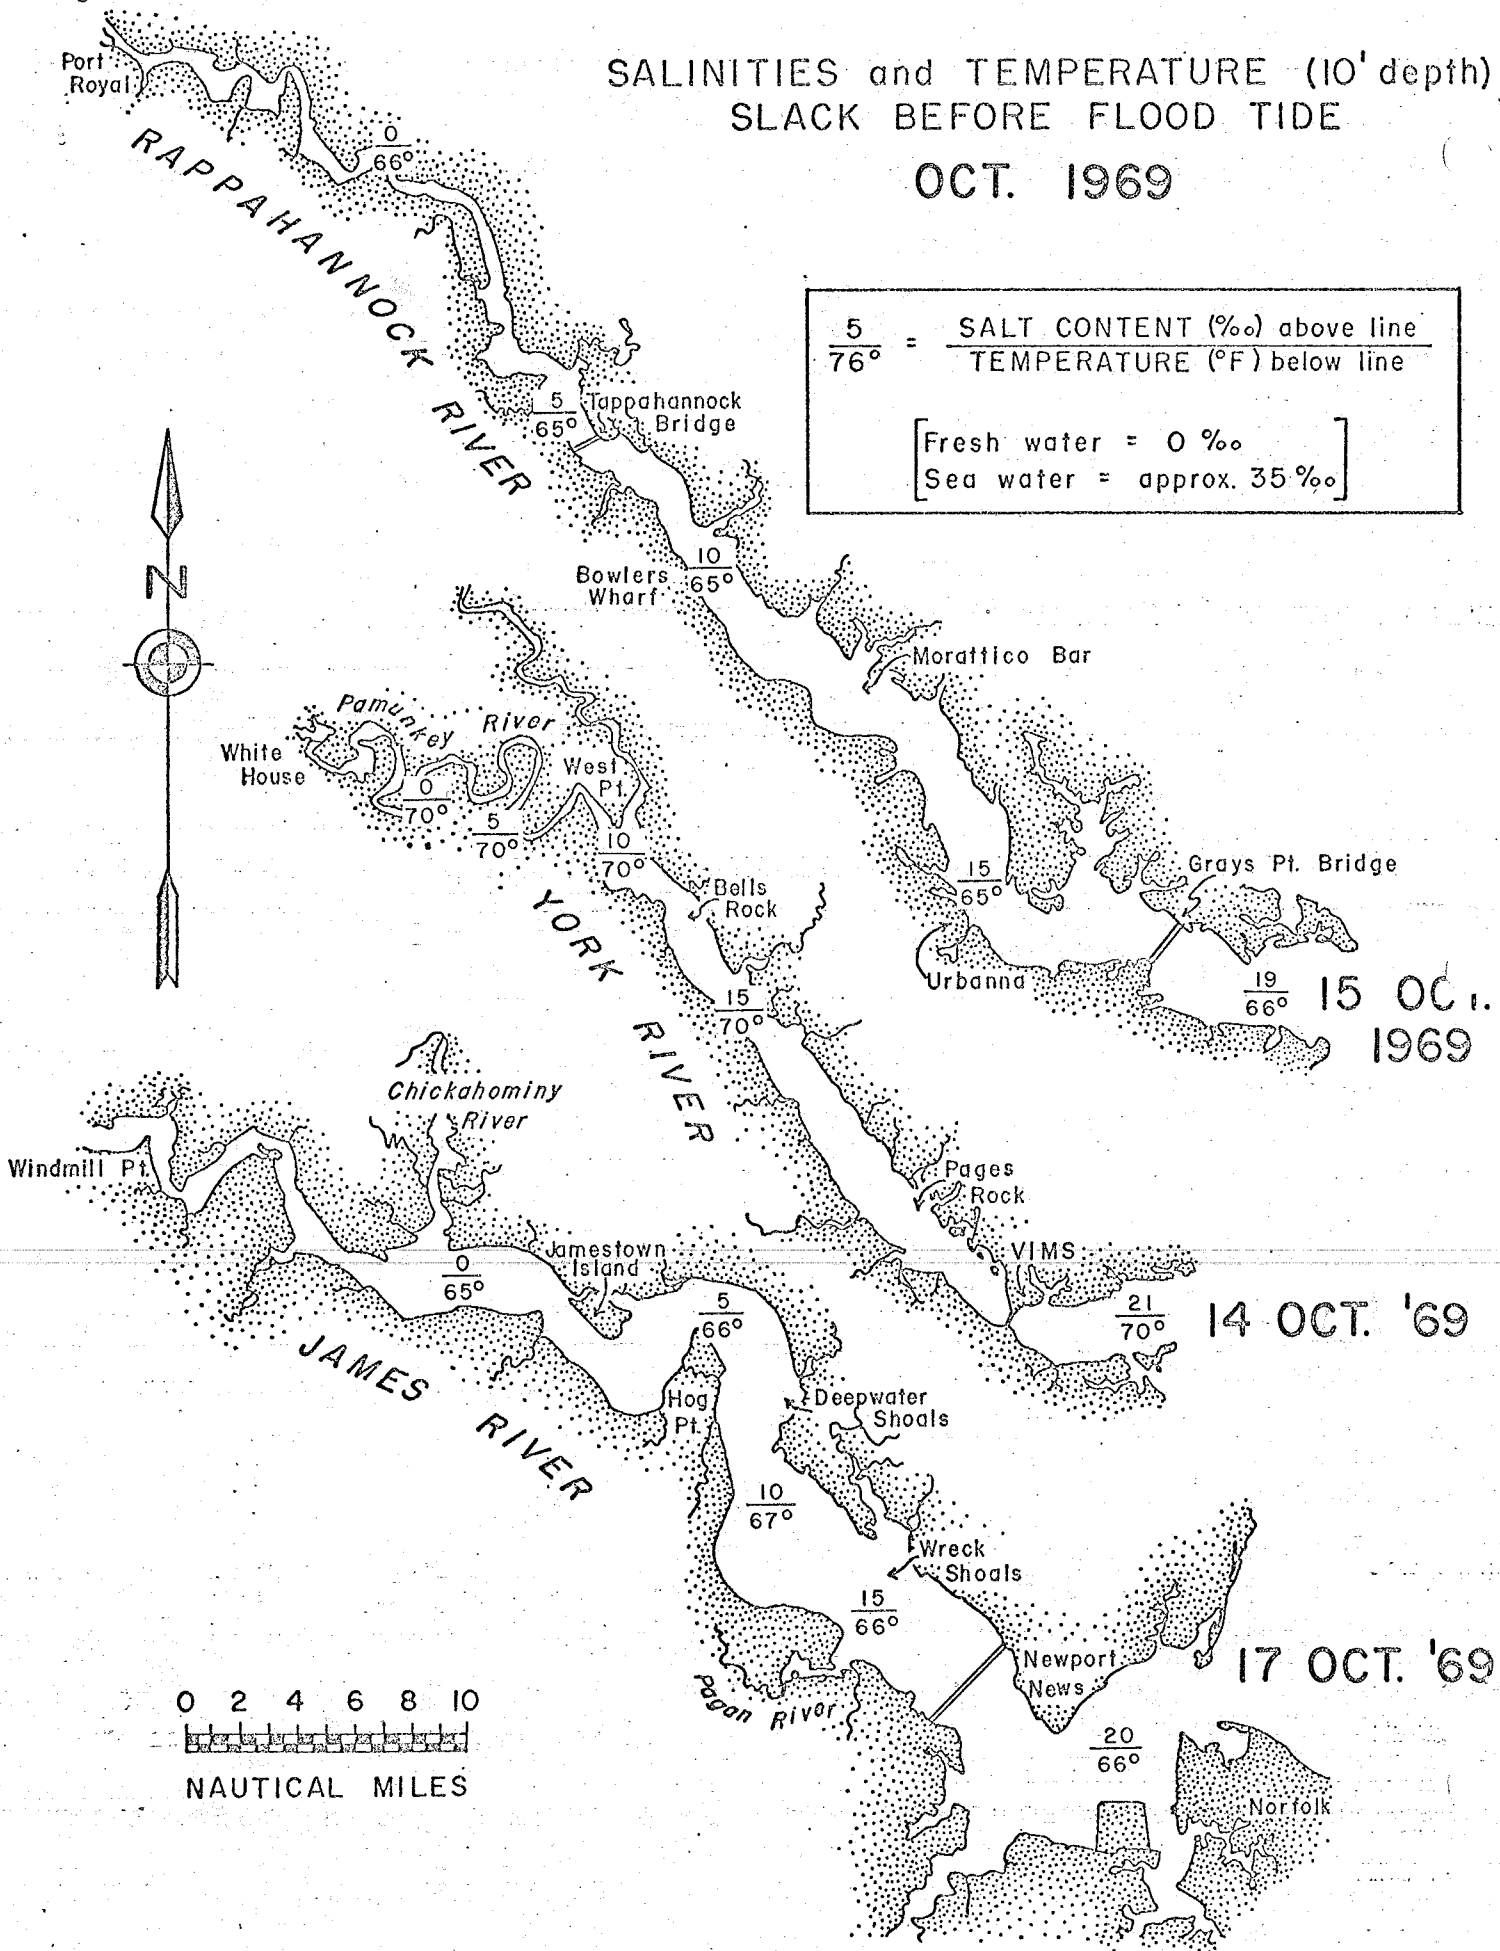 SALINITIES and TEMPERATURE (10' depth)
SLACK BEFORE FLOOD TIDE
OCT. 1969
5
76°
=
SALT CONTENT (‰) above line
TEMPERATURE (°F) below line
Fresh water = 0 ‰
Sea water = approx. 35 ‰
Port
Royal
RAPPAHANNOCK RIVER
0
66°
5
65°
Tappahannock
Bridge
10
65°
Bowlers
Wharf
Morattico Bar
15
65°
Grays Pt. Bridge
Urbanna
19
66°
15 OCT.
1969
N
Pamunkey River
White
House
West
Pt.
0
70°
5
70°
10
70°
Bells
Rock
YORK RIVER
15
70°
Pages
Rock
VIMS
21
70°
14 OCT. '69
Chickahominy
River
Windmill Pt.
0
65°
Jamestown
Island
5
66°
JAMES RIVER
Hog
Pt.
Deepwater
Shoals
10
67°
Wreck
Shoals
15
66°
Pagan River
Newport
News
17 OCT. '69
20
66°
Norfolk
0 2 4 6 8 10
NAUTICAL MILES